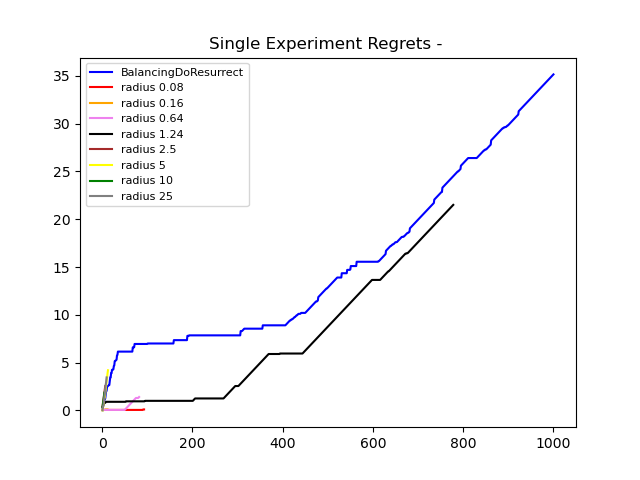 Single Experiment Regrets -
35
30
25
20
15
10
5
0
BalancingDoResurrect
radius 0.08
radius 0.16
radius 0.64
radius 1.24
radius 2.5
radius 5
radius 10
radius 25
0 200 400 600 800 1000